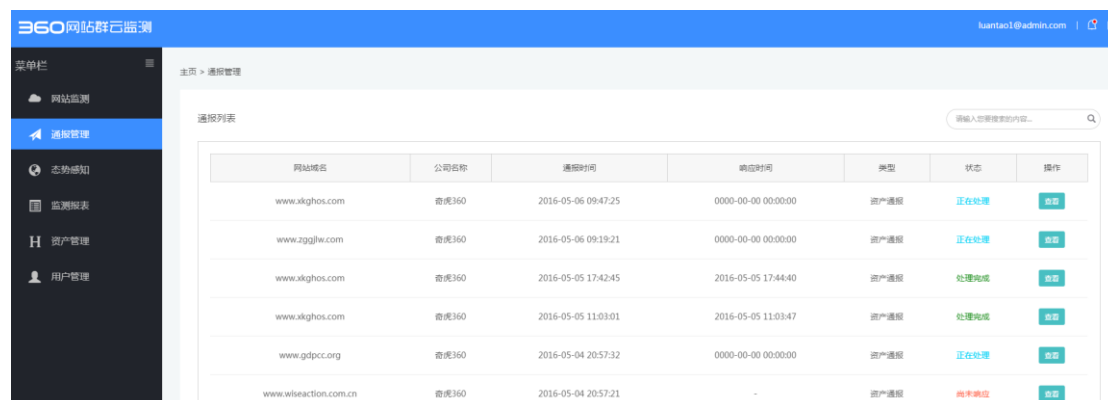 360网站群云监测
luantao1@admin.com |
菜单栏
主页 > 通报管理
网站监测
通报列表
请输入您要搜索的内容...
通报管理
态势感知
监测报表
资产管理
用户管理
网站域名 公司名称 通报时间 响应时间 类型 状态 操作
www.xkghos.com 奇虎360 2016-05-06 09:47:25 0000-00-00 00:00:00 资产通报 正在处理 查看
www.zggjlw.com 奇虎360 2016-05-06 09:19:21 0000-00-00 00:00:00 资产通报 正在处理 查看
www.xkghos.com 奇虎360 2016-05-05 17:42:45 2016-05-05 17:44:40 资产通报 处理完成 查看
www.xkghos.com 奇虎360 2016-05-05 11:03:01 2016-05-05 11:03:47 资产通报 处理完成 查看
www.gdpcc.org 奇虎360 2016-05-04 20:57:32 0000-00-00 00:00:00 资产通报 正在处理 查看
www.wiseaction.com.cn 奇虎360 2016-05-04 20:57:21 - 资产通报 尚未响应 查看